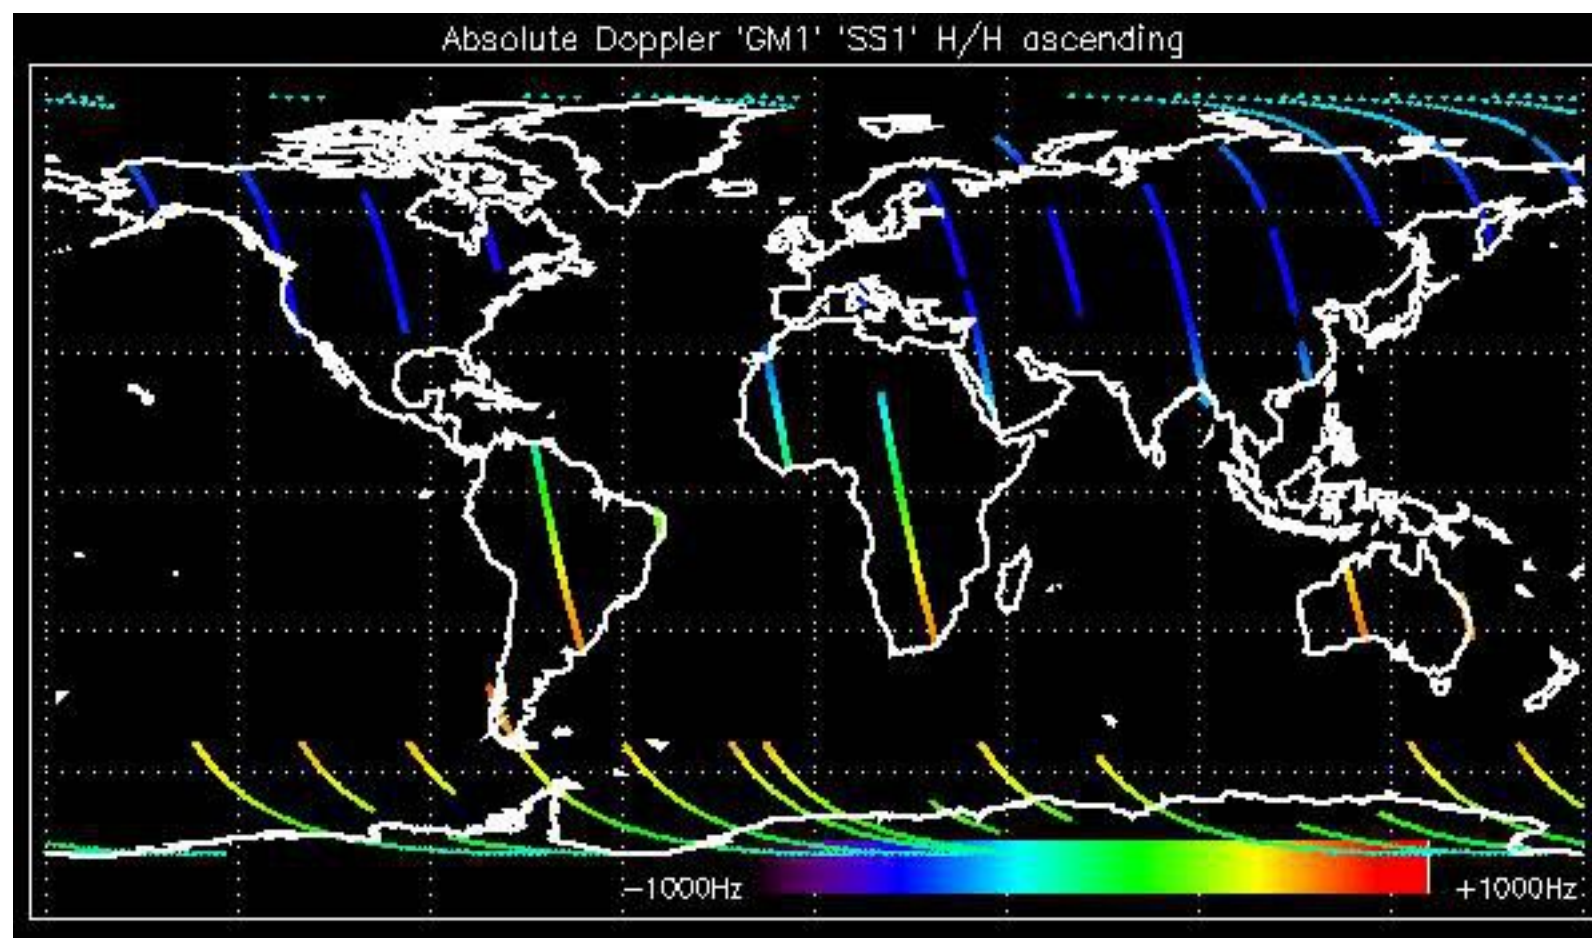 Absolute Doppler 'GM1' 'SS1' H/H ascending
-1000Hz
+1000Hz